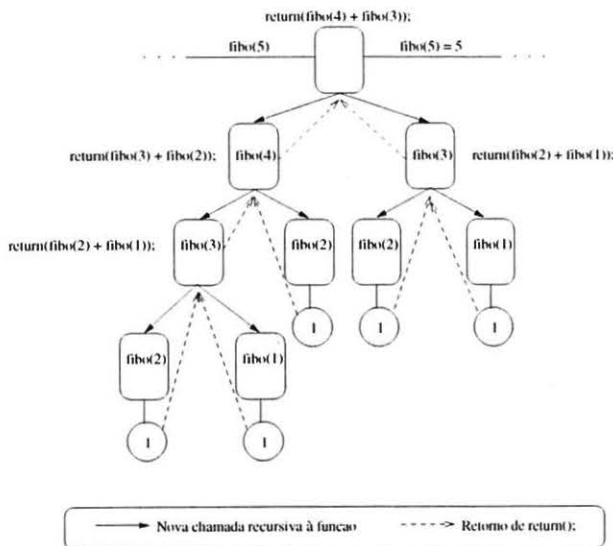 return(fibo(4) + fibo(3));
fibo(5)
fibo(5) = 5
return(fibo(3) + fibo(2));
fibo(4)
fibo(3)
return(fibo(2) + fibo(1));
return(fibo(2) + fibo(1));
fibo(3)
fibo(2)
fibo(2)
fibo(1)
1
1
1
fibo(2)
fibo(1)
1
1
Nova chamada recursiva à funcao
Retorno de return();